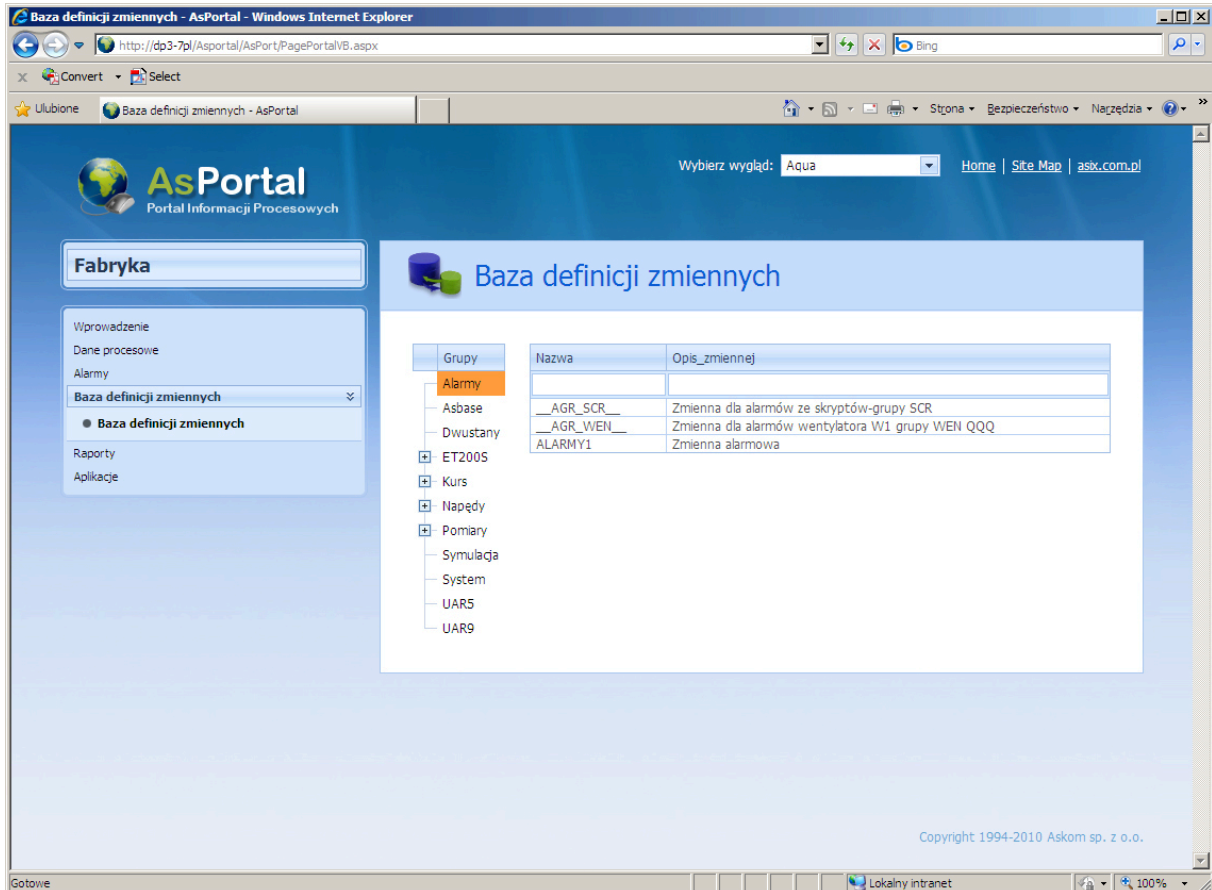 Baza definicji zmiennych - AsPortal - Windows Internet Explorer
http://dp3-7pl/Asportal/AsPort/PagePortalVB.aspx
Bing
x Convert Select
Ulubione
Baza definicji zmiennych - AsPortal
Strona
Bezpieczeństwo
Narzędzia
»
AsPortal
Portal Informacji Procesowych
Wybierz wygląd: Aqua
Home | Site Map | asix.com.pl
Fabryka
Wprowadzenie
Dane procesowe
Alarmy
Baza definicji zmiennych
Baza definicji zmiennych
Raporty
Aplikacje
Baza definicji zmiennych
Grupy
Alarmy
Asbase
Dwustany
ET200S
Kurs
Napędy
Pomiary
Symulacja
System
UAR5
UAR9
Nazwa Opis_zmiennej
__AGR_SCR__ Zmienna dla alarmów ze skryptów-grupy SCR
__AGR_WEN__ Zmienna dla alarmów wentylatora W1 grupy WEN QQQ
ALARMY1 Zmienna alarmowa
Copyright 1994-2010 Askom sp. z o.o.
Gotowe
Lokalny intranet
100%